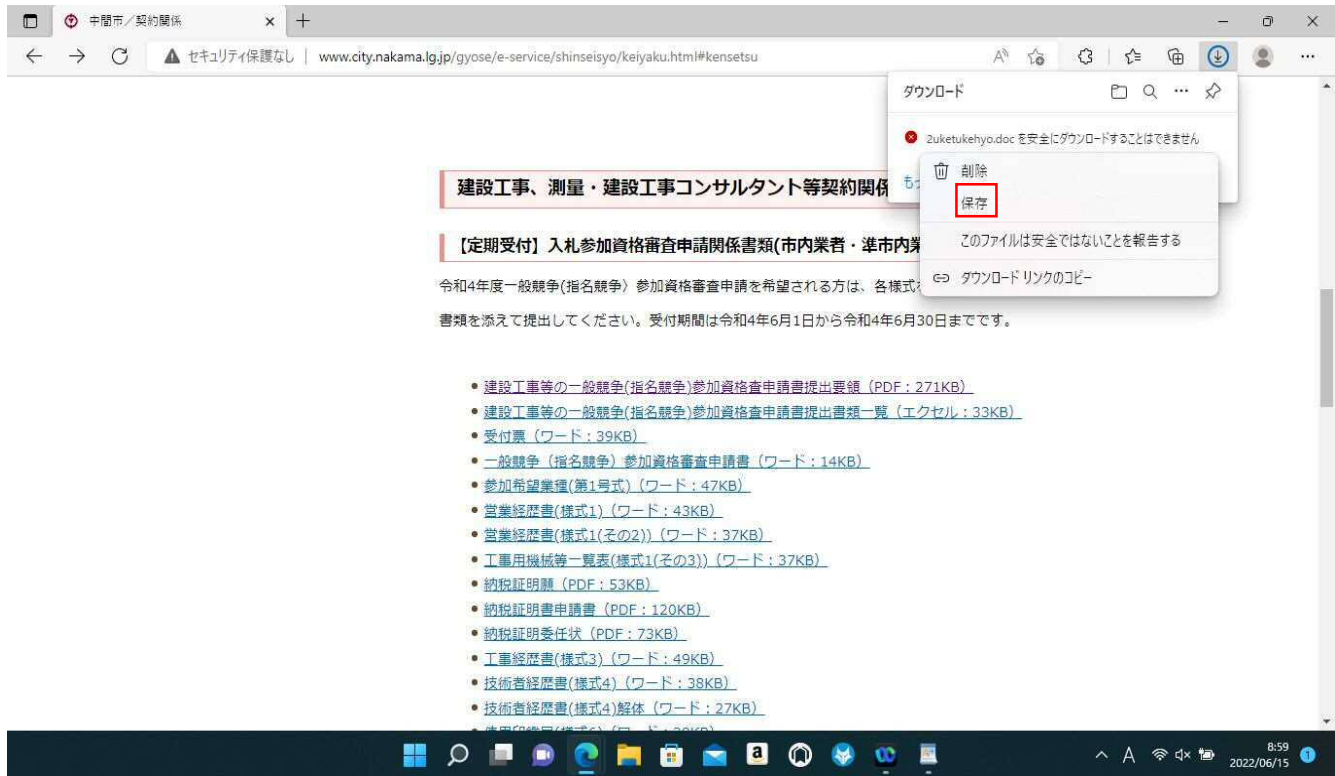 中間市／契約関係
セキュリティ保護なし | www.city.nakama.lg.jp/gyose/e-service/shinseisyo/keiyaku.html#kensetsu
ダウンロード
2uketukehyo.doc を安全にダウンロードすることはできません
削除
保存
このファイルは安全ではないことを報告する
ダウンロード リンクのコピー
建設工事、測量・建設工事コンサルタント等契約関係
【定期受付】入札参加資格審査申請関係書類(市内業者・準市内業
令和4年度一般競争(指名競争）参加資格審査申請を希望される方は、各様式
書類を添えて提出してください。受付期間は令和4年6月1日から令和4年6月30日までです。
建設工事等の一般競争(指名競争)参加資格査申請書提出要領（PDF：271KB）
建設工事等の一般競争(指名競争)参加資格査申請書提出書類一覧（エクセル：33KB）
受付票（ワード：39KB）
一般競争（指名競争）参加資格審査申請書（ワード：14KB）
参加希望業種(第1号式)（ワード：47KB）
営業経歴書(様式1)（ワード：43KB）
営業経歴書(様式1(その2))（ワード：37KB）
工事用機械等一覧表(様式1(その3))（ワード：37KB）
納税証明願（PDF：53KB）
納税証明書申請書（PDF：120KB）
納税証明委任状（PDF：73KB）
工事経歴書(様式3)（ワード：49KB）
技術者経歴書(様式4)（ワード：38KB）
技術者経歴書(様式4)解体（ワード：27KB）
A
8:59
2022/06/15
1